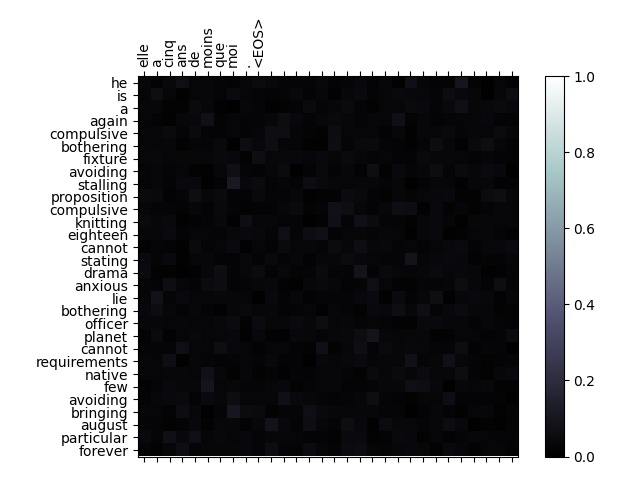 elle
a
cinq
ans
de
moins
que
moi
.
<EOS>
he
is
a
again
compulsive
bothering
fixture
avoiding
stalling
proposition
compulsive
knitting
eighteen
cannot
stating
drama
anxious
lie
bothering
officer
planet
cannot
requirements
native
few
avoiding
bringing
august
particular
forever
1.0
0.8
0.6
0.4
0.2
0.0